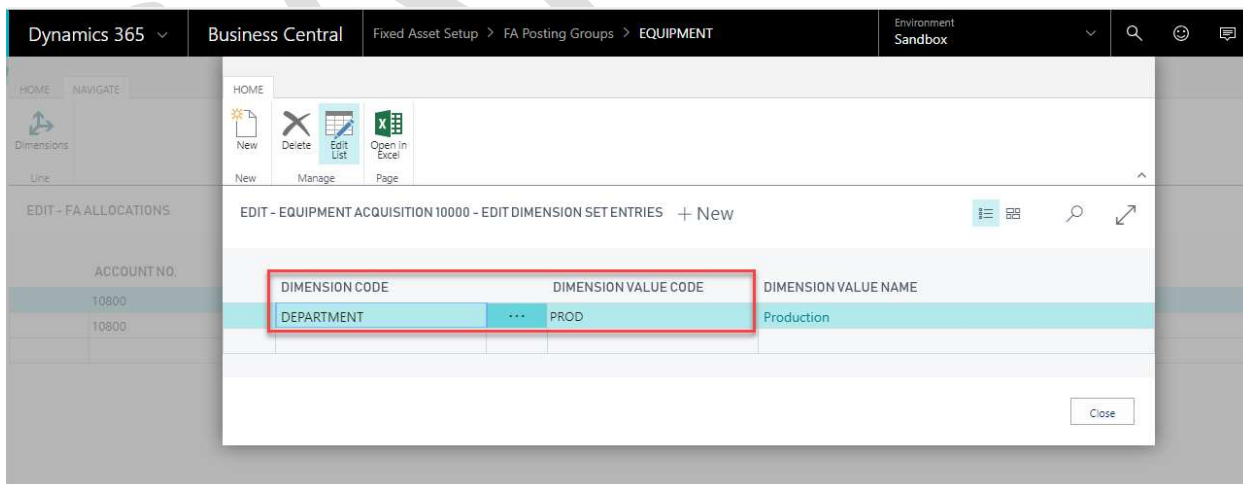 Dynamics 365 Business Central Fixed Asset Setup > FA Posting Groups > EQUIPMENT Environment
Sandbox
HOME NAVIGATE
HOME
Dimensions
New Delete Edit List Open in Excel
Line
New Manage Page
EDIT - FA ALLOCATIONS
EDIT - EQUIPMENT ACQUISITION 10000 - EDIT DIMENSION SET ENTRIES + New
ACCOUNT NO.
DIMENSION CODE DIMENSION VALUE CODE DIMENSION VALUE NAME
10800
DEPARTMENT ... PROD Production
10800
Close